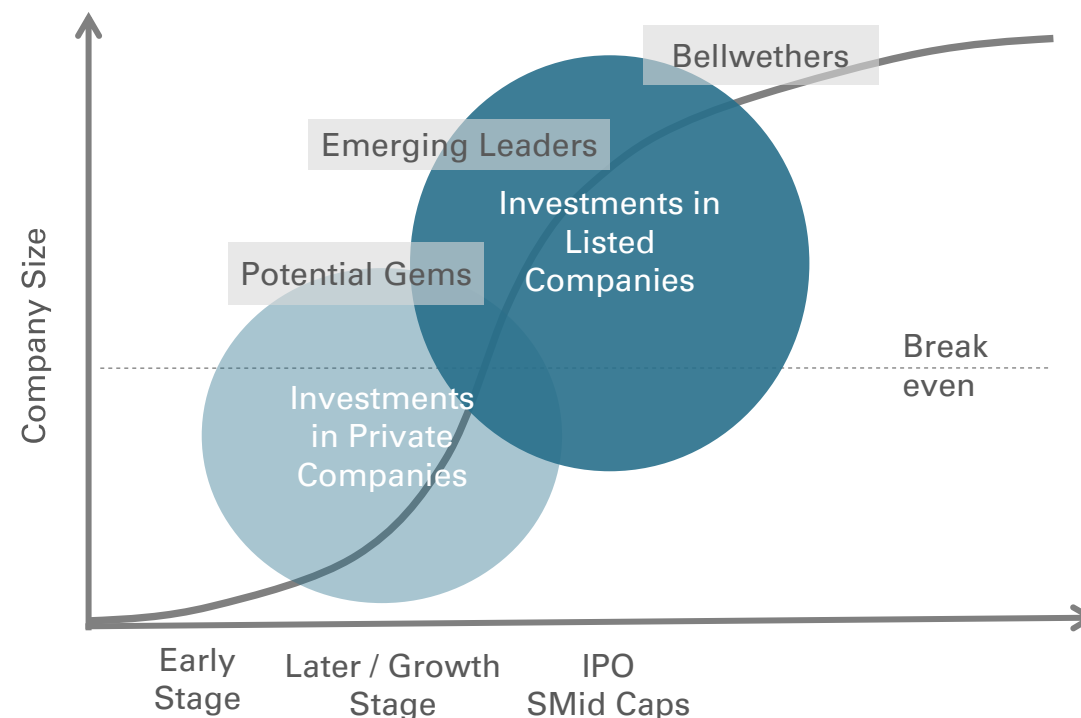 Bellwethers
Emerging Leaders
Investments in
Listed
Companies
Potential Gems
Company Size
Break
even
Investments
in Private
Companies
Early
Stage
Later / Growth
Stage
IPO
SMid Caps